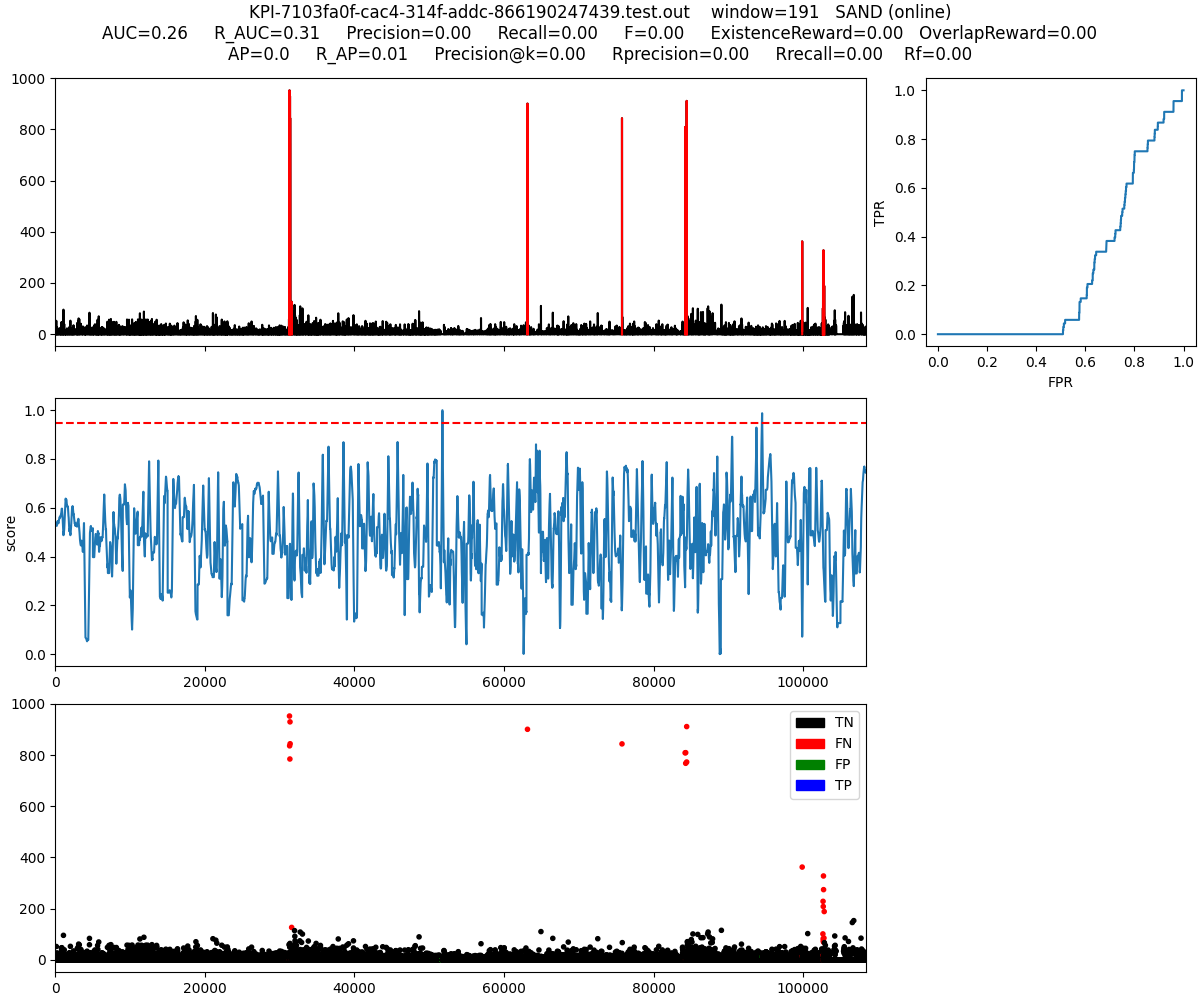 KPI-7103fa0f-cac4-314f-addc-866190247439.test.out    window=191   SAND (online)
AUC=0.26     R_AUC=0.31     Precision=0.00     Recall=0.00     F=0.00     ExistenceReward=0.00   OverlapReward=0.00
AP=0.0     R_AP=0.01     Precision@k=0.00     Rprecision=0.00     Rrecall=0.00    Rf=0.00
1000
800
600
400
200
0
1.0
0.8
0.6
0.4
0.2
0.0
TPR
0.0 0.2 0.4 0.6 0.8 1.0
FPR
1.0
0.8
0.6
0.4
0.2
0.0
score
0 20000 40000 60000 80000 100000
1000
800
600
400
200
0
TN
FN
FP
TP
0 20000 40000 60000 80000 100000